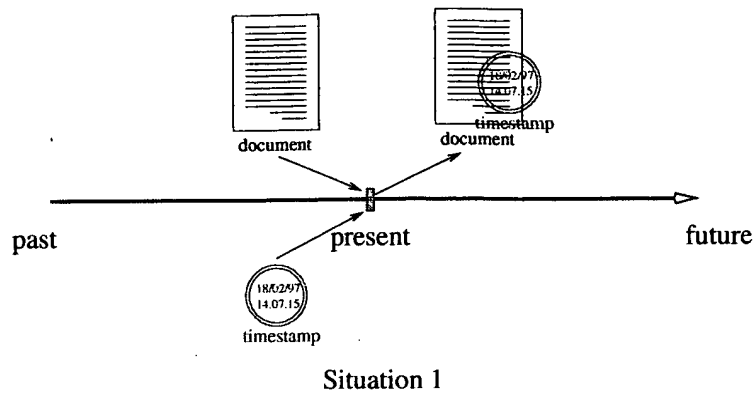 18/02/97
14.07.15
timestamp
document
document
past
present
future
18/02/97
14.07.15
timestamp
Situation 1